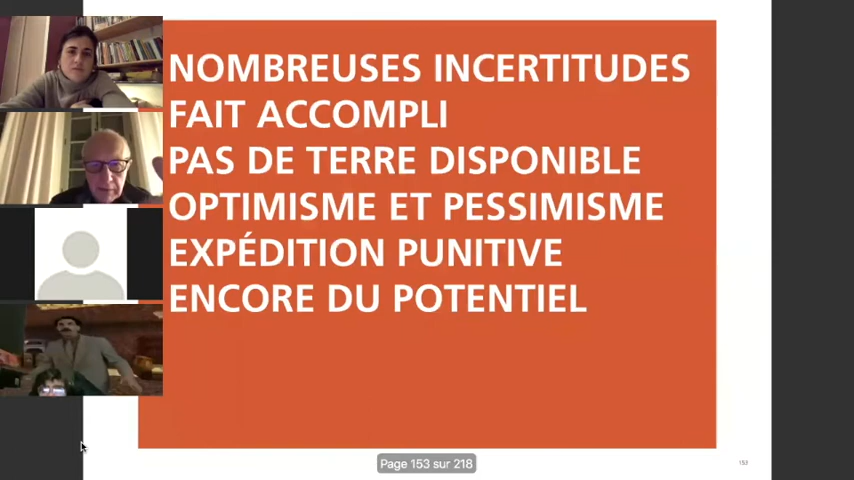 NOMBREUSES INCERTITUDES
FAIT ACCOMPLI
PAS DE TERRE DISPONIBLE
OPTIMISME ET PESSIMISME
EXPÉDITION PUNITIVE
ENCORE DU POTENTIEL
Page 153 sur 218
153